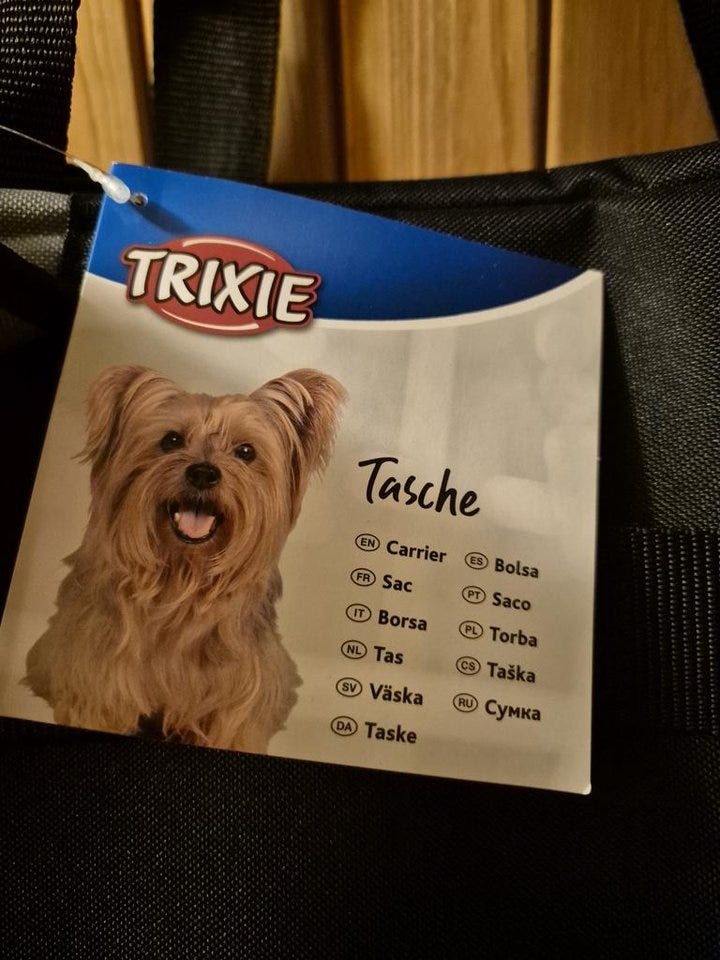 TRIXIE
Tasche
EN Carrier
FR Sac
IT Borsa
NL Tas
SV Väska
DA Taske
ES Bolsa
PT Saco
PL Torba
CS Taška
RU Сумка